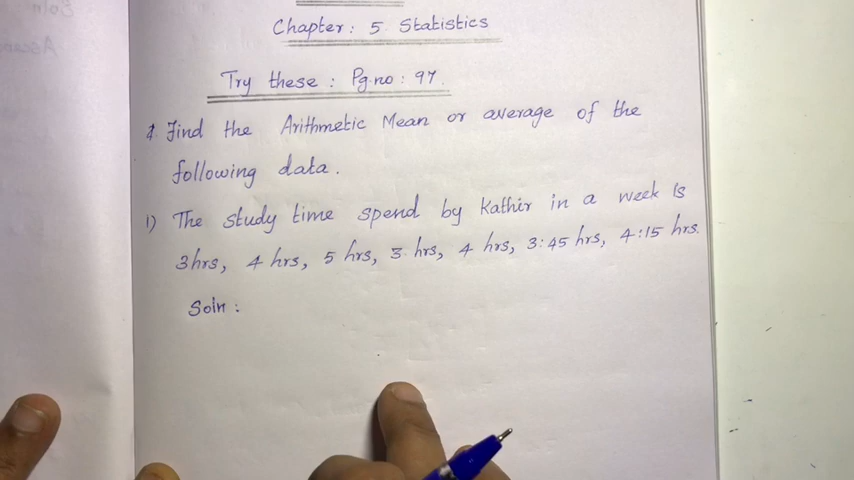 Chapter: 5 Statistics
Try these: Pg.no: 97.
Find the Arithmetic Mean or average of the
following data.
1) The study time spend by Kathir in a week is
3 hrs, 4 hrs, 5 hrs, 3 hrs, 4 hrs, 3:45 hrs, 4:15 hrs.
Soln: